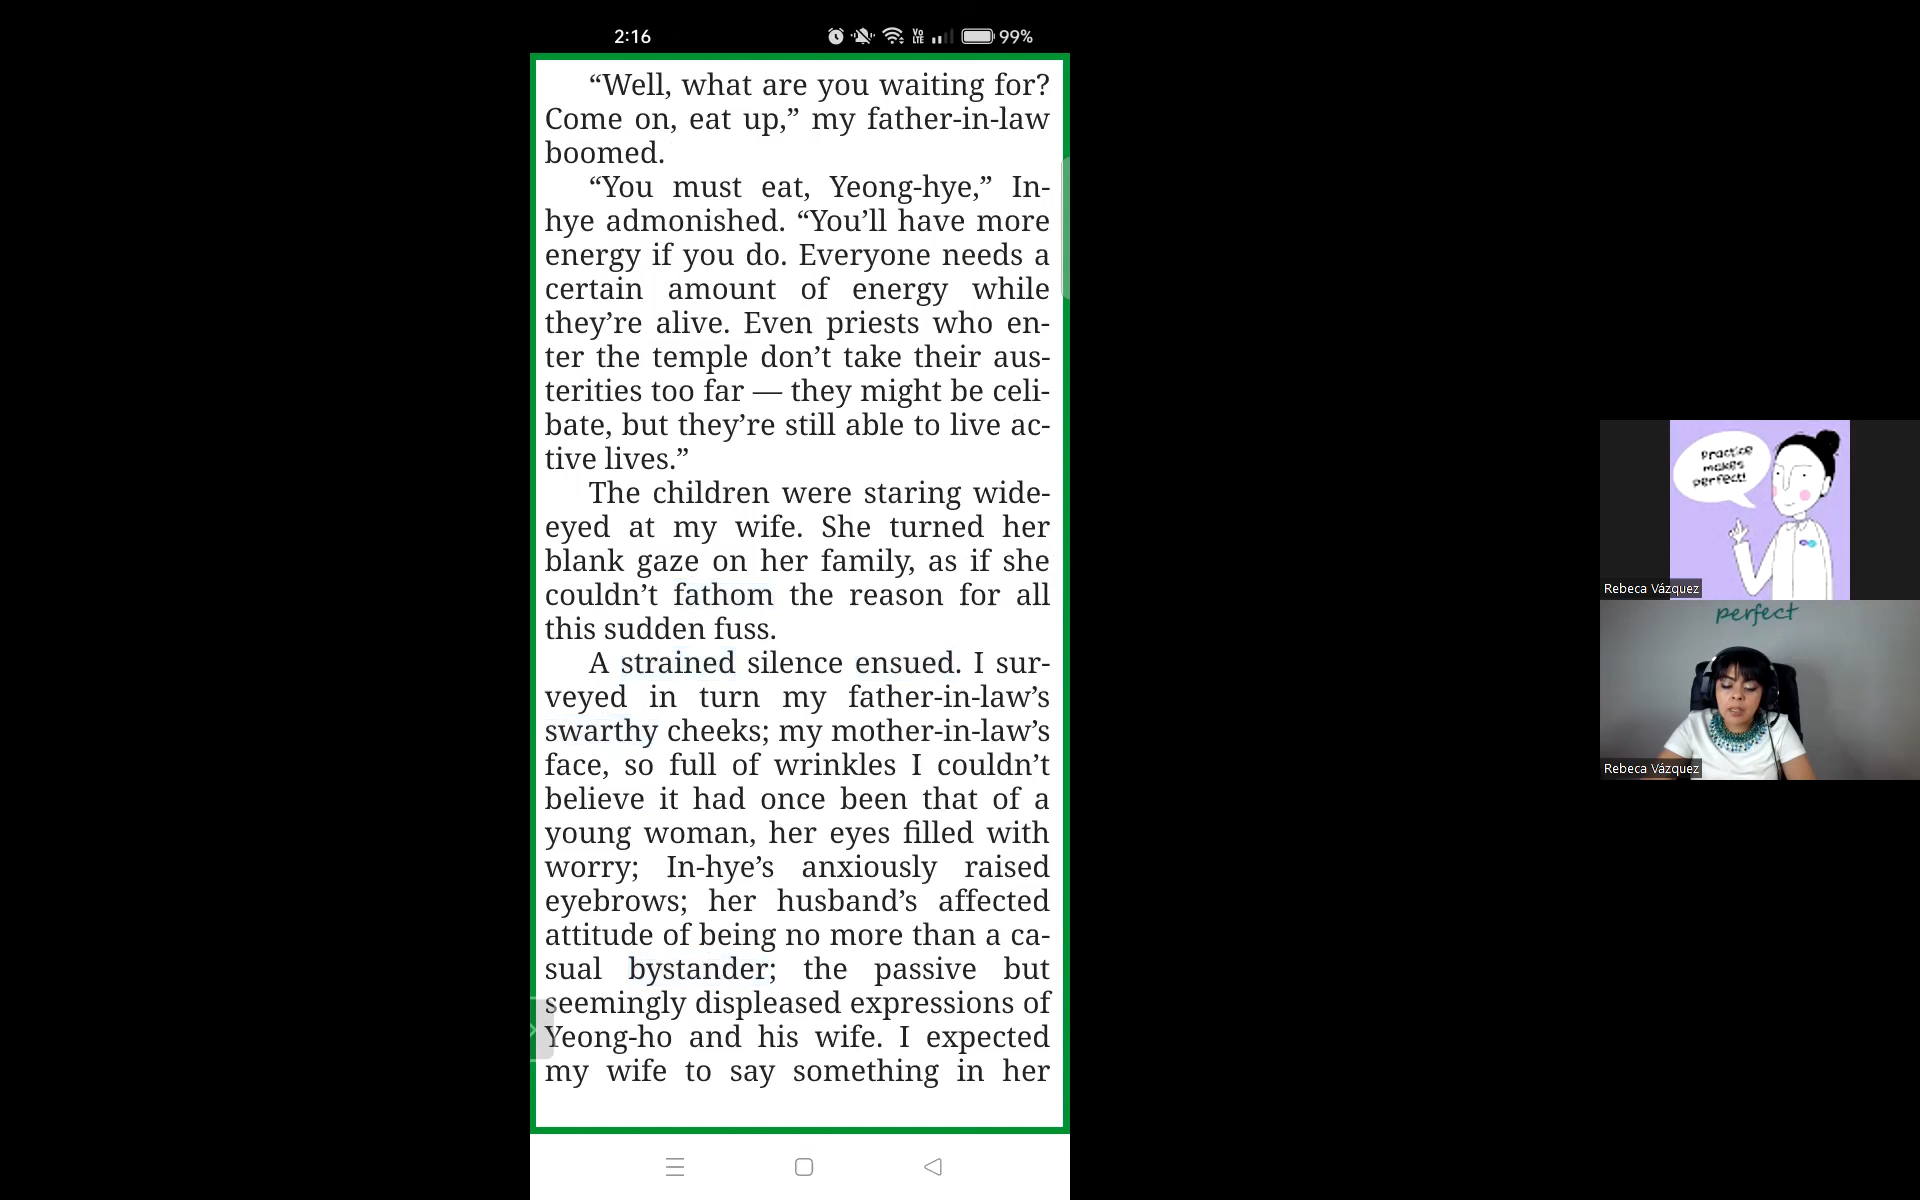 2:16
Vo LTE
99%
“Well, what are you waiting for?
Come on, eat up,” my father-in-law
boomed.
“You must eat, Yeong-hye,” In-
hye admonished. “You’ll have more
energy if you do. Everyone needs a
certain amount of energy while
they’re alive. Even priests who en-
ter the temple don’t take their aus-
terities too far — they might be celi-
bate, but they’re still able to live ac-
tive lives.”
The children were staring wide-
eyed at my wife. She turned her
blank gaze on her family, as if she
couldn’t fathom the reason for all
this sudden fuss.
A strained silence ensued. I sur-
veyed in turn my father-in-law’s
swarthy cheeks; my mother-in-law’s
face, so full of wrinkles I couldn’t
believe it had once been that of a
young woman, her eyes filled with
worry; In-hye’s anxiously raised
eyebrows; her husband’s affected
attitude of being no more than a ca-
sual bystander; the passive but
seemingly displeased expressions of
Yeong-ho and his wife. I expected
my wife to say something in her
Practice
makes
perfect!
Rebeca Vázquez
perfect
Rebeca Vázquez